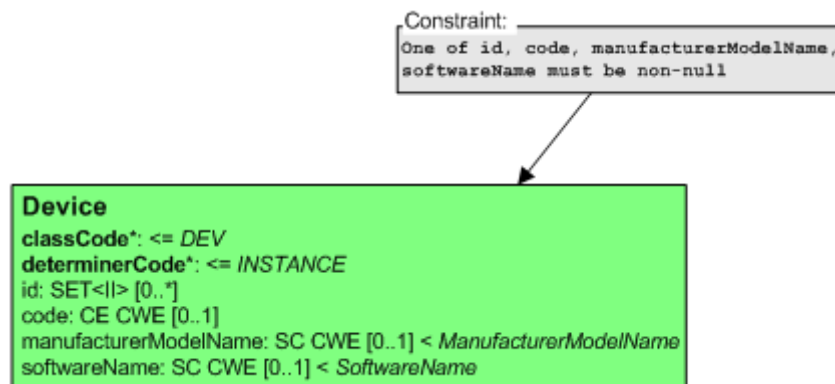 Constraint:
One of id, code, manufacturerModelName,
softwareName must be non-null
Device
classCode*: <= DEV
determinerCode*: <= INSTANCE
id: SET<II> [0..*]
code: CE CWE [0..1]
manufacturerModelName: SC CWE [0..1] < ManufacturerModelName
softwareName: SC CWE [0..1] < SoftwareName